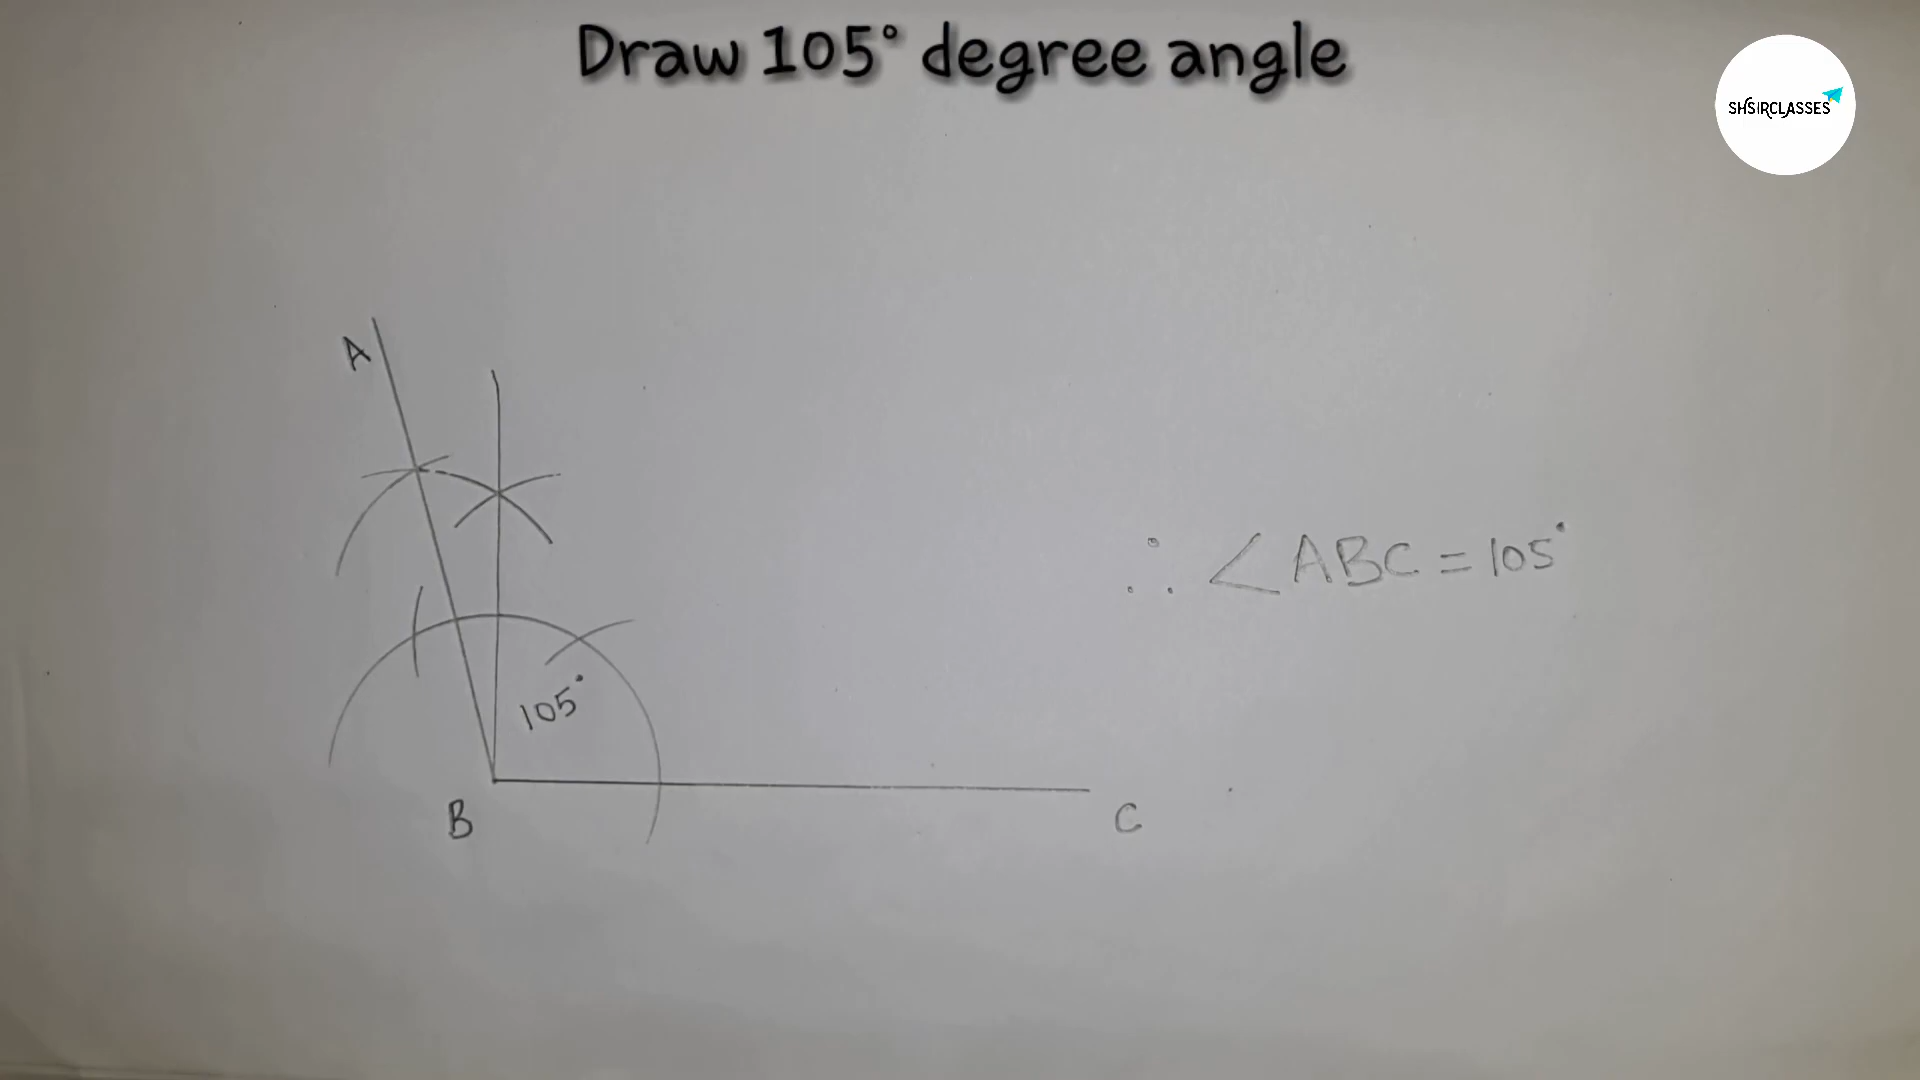 Draw 105° degree angle
SHSIRCLASSES
A
∴ ∠ABC = 105°
105°
B
C